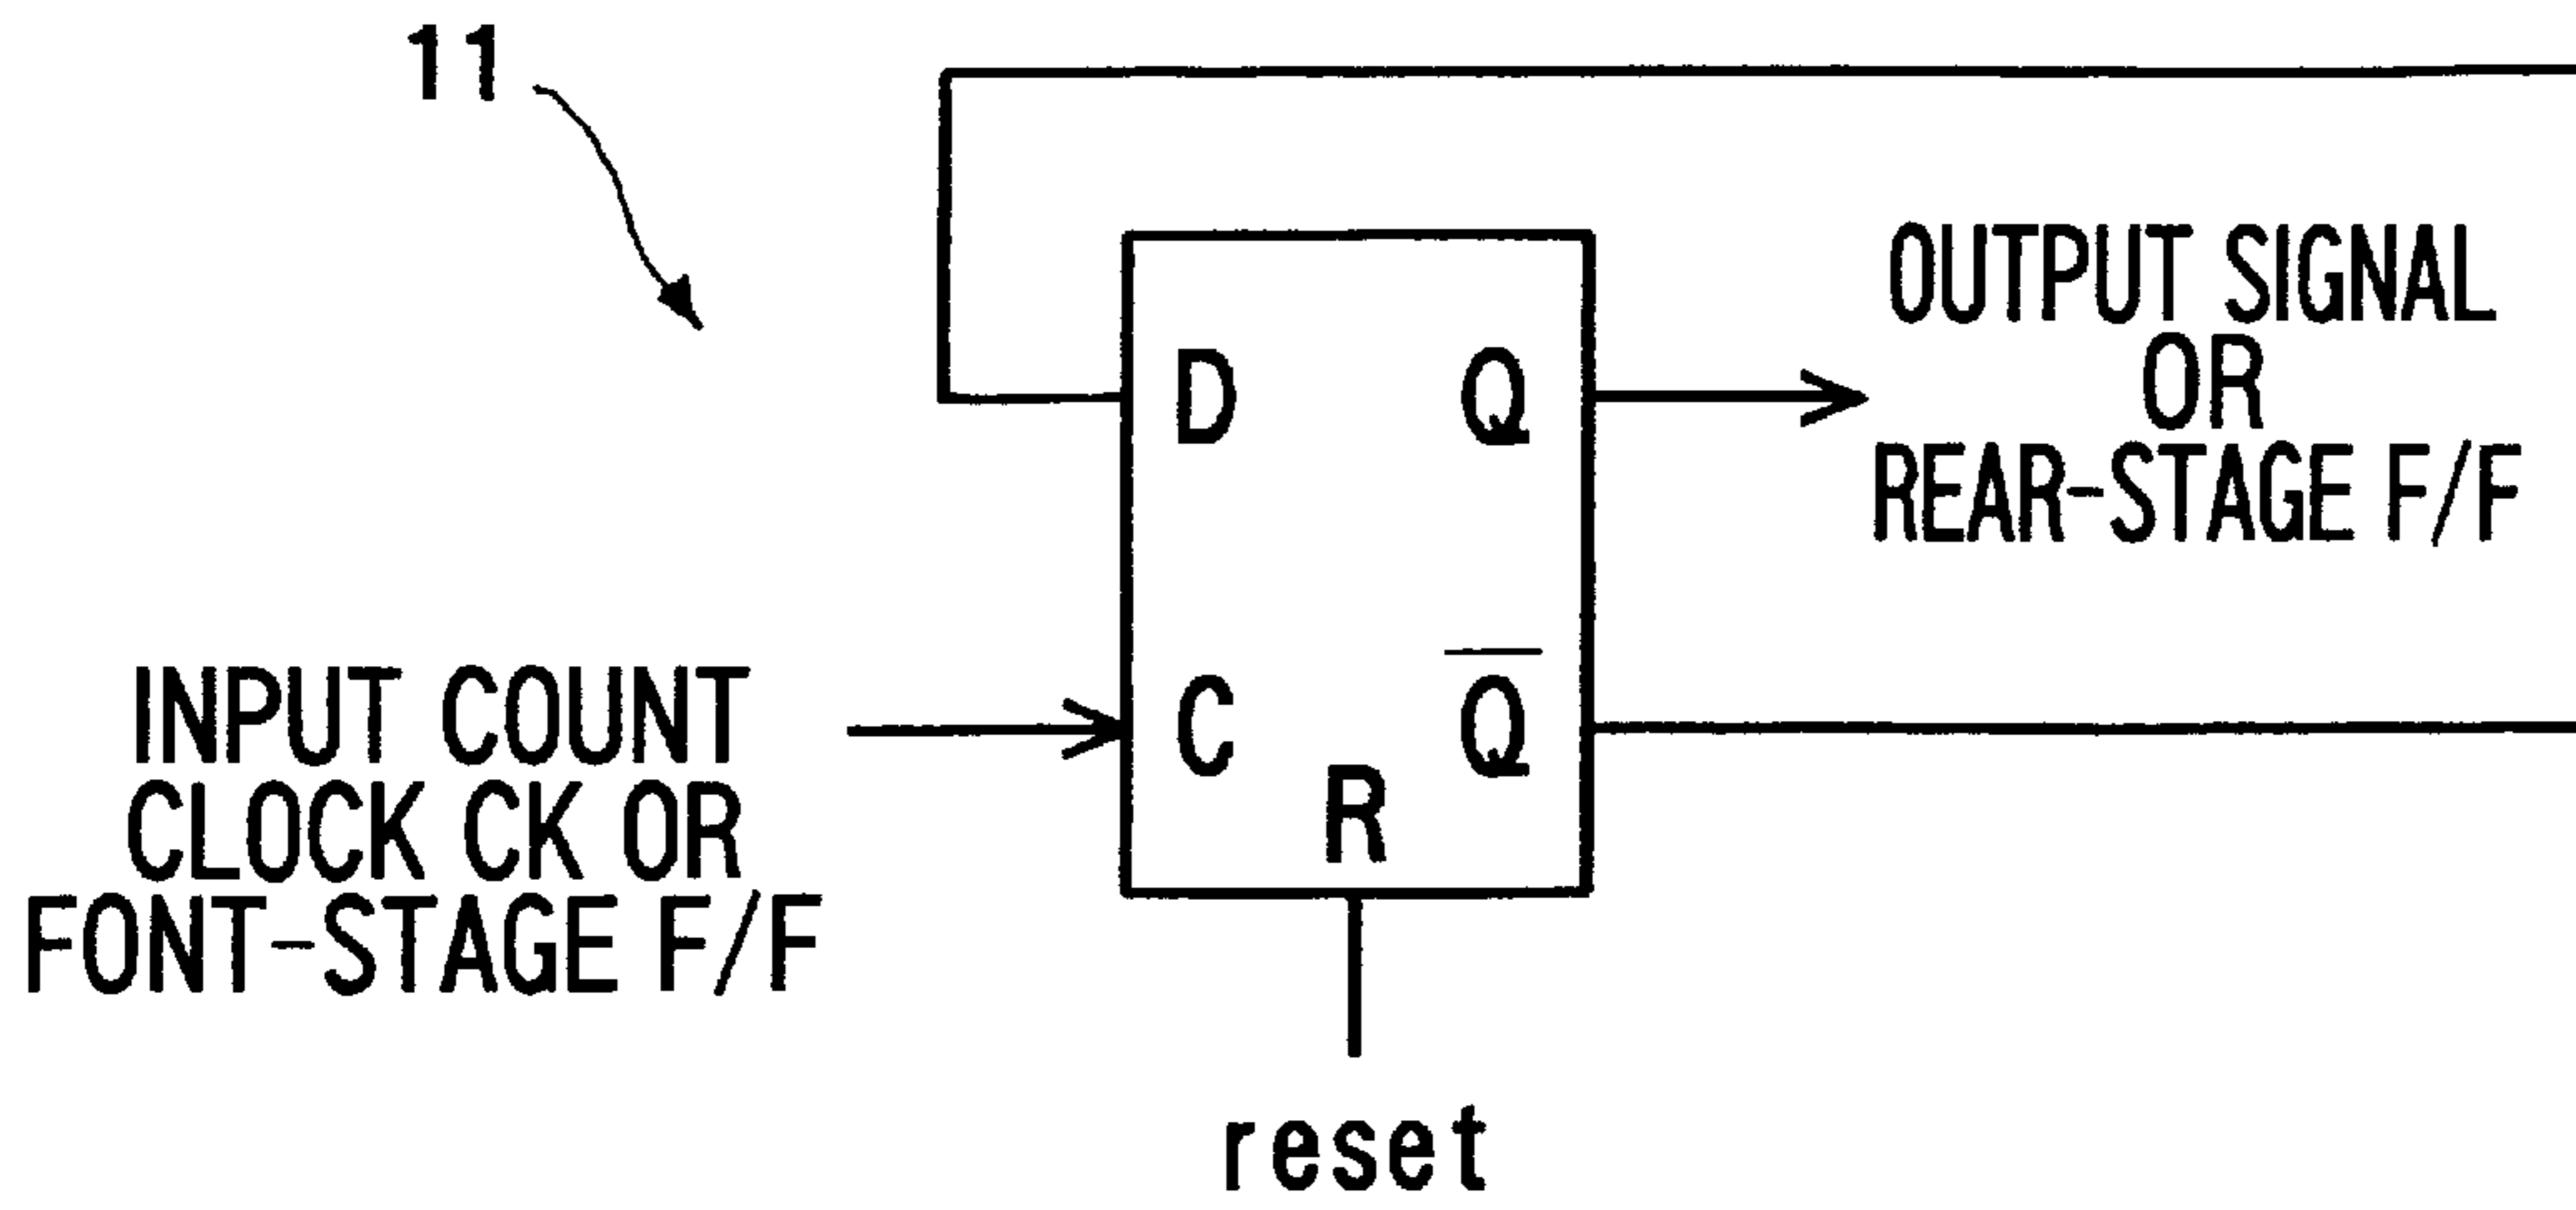 11
D
Q
OUTPUT SIGNAL
OR
REAR-STAGE F/F
INPUT COUNT
CLOCK CK OR
FONT-STAGE F/F
C
Q̅
R
reset